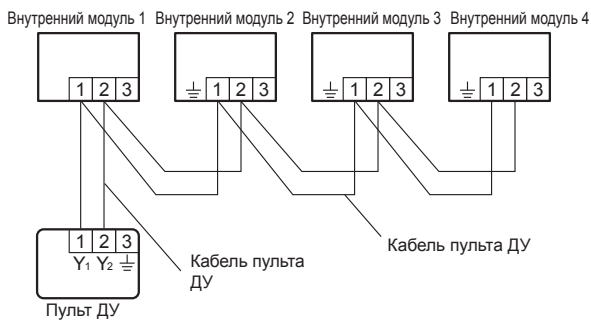 Внутренний модуль 1 Внутренний модуль 2 Внутренний модуль 3 Внутренний модуль 4
1 2 3 1 2 3 1 2 3 1 2 3
1 2 3
Y1 Y2
Кабель пульта
ДУ
Кабель пульта ДУ
Пульт ДУ